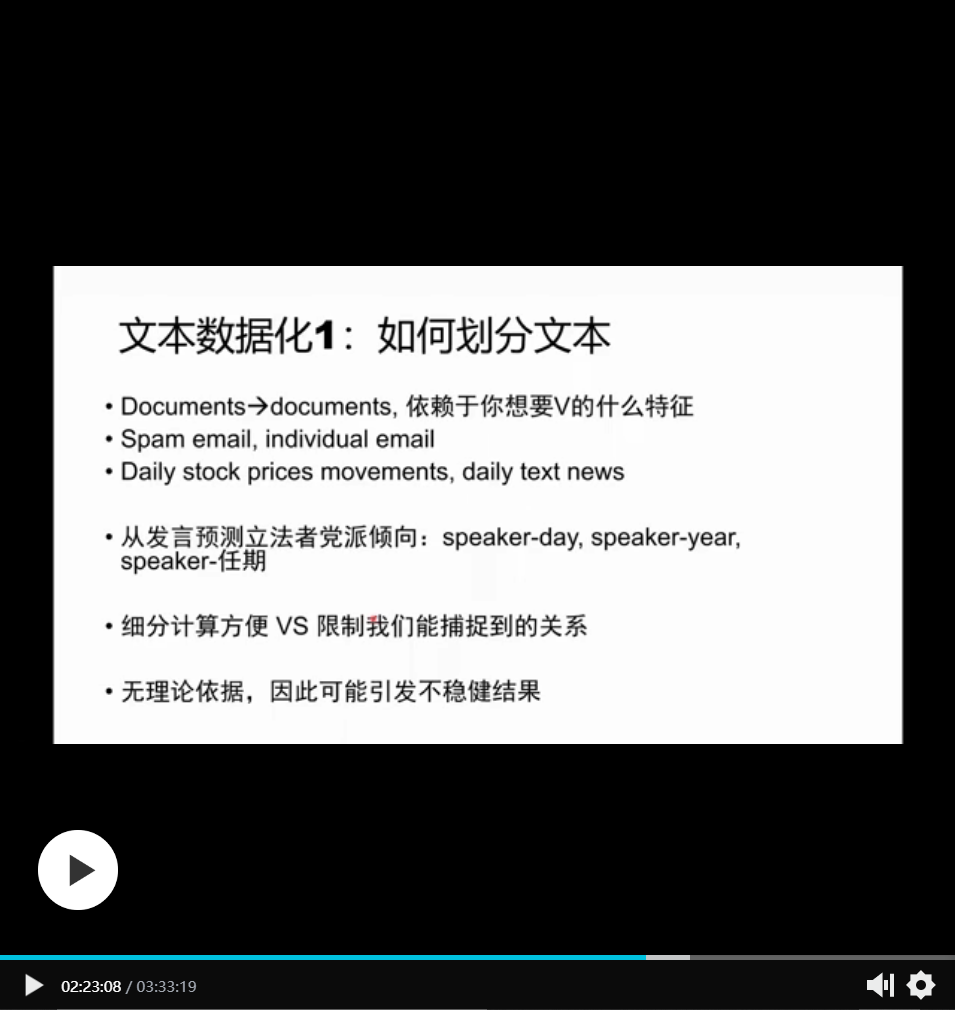 文本数据化1：如何划分文本
• Documents→documents, 依赖于你想要V的什么特征
• Spam email, individual email
• Daily stock prices movements, daily text news
• 从发言预测立法者党派倾向：speaker-day, speaker-year,
speaker-任期
• 细分计算方便 VS 限制我们能捕捉到的关系
• 无理论依据，因此可能引发不稳健结果
02:23:08 / 03:33:19